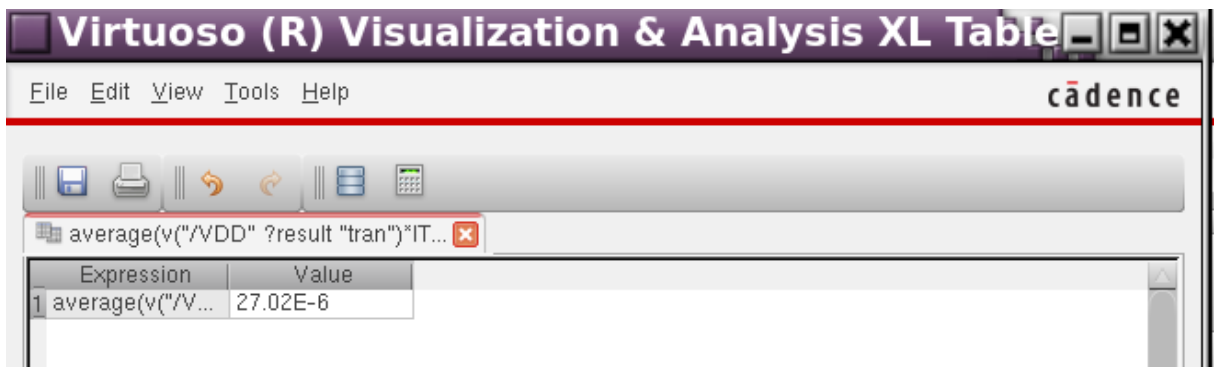 Virtuoso (R) Visualization & Analysis XL Table
File Edit View Tools Help
cādence
average(v("/VDD" ?result "tran")*IT...
Expression Value
1 average(v("/V... 27.02E-6